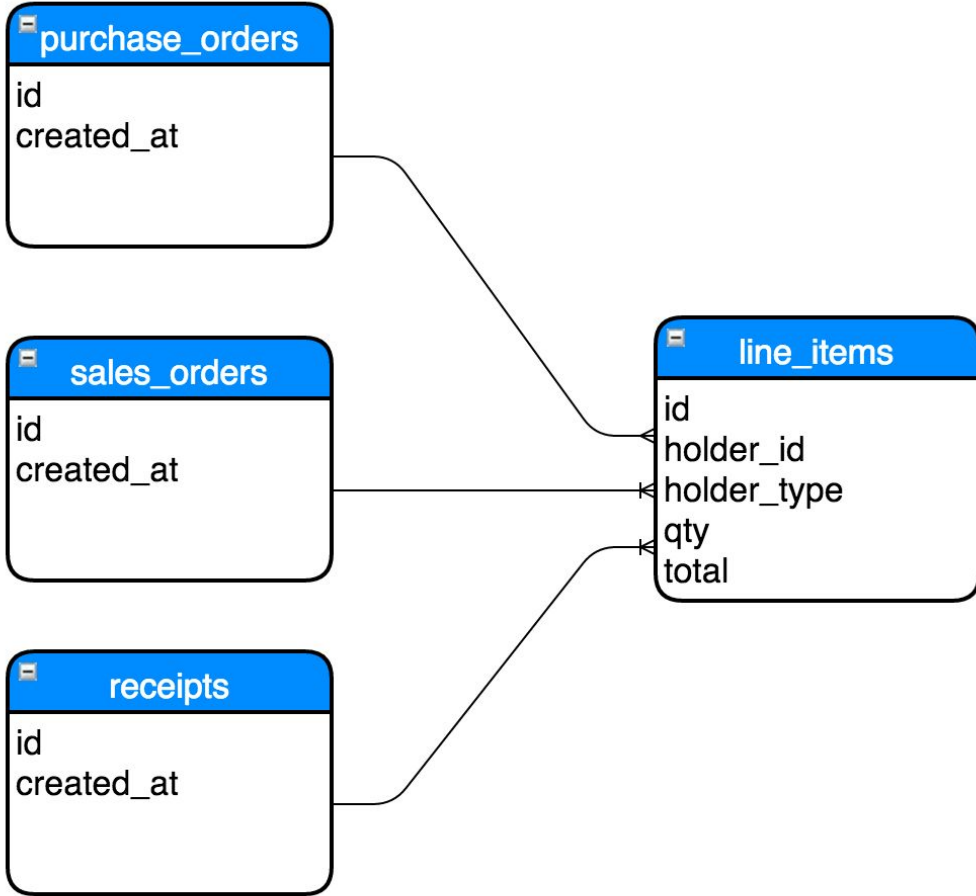 purchase_orders
id
created_at
sales_orders
id
created_at
receipts
id
created_at
line_items
id
holder_id
holder_type
qty
total